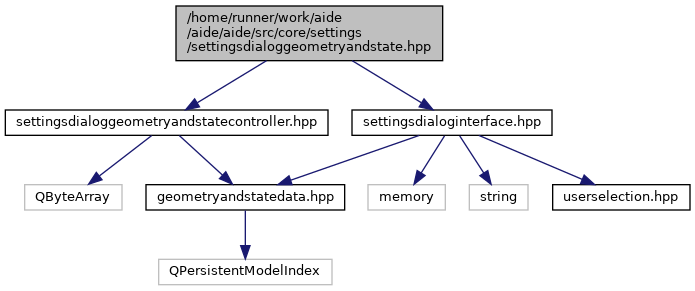 /home/runner/work/aide
/aide/aide/src/core/settings
/settingsdialoggeometryandstate.hpp
settingsdialoggeometryandstatecontroller.hpp
settingsdialoginterface.hpp
QByteArray
geometryandstatedata.hpp
memory
string
userselection.hpp
QPersistentModelIndex